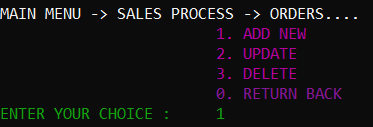 MAIN MENU -> SALES PROCESS -> ORDERS....
1. ADD NEW
2. UPDATE
3. DELETE
0. RETURN BACK
ENTER YOUR CHOICE : 1